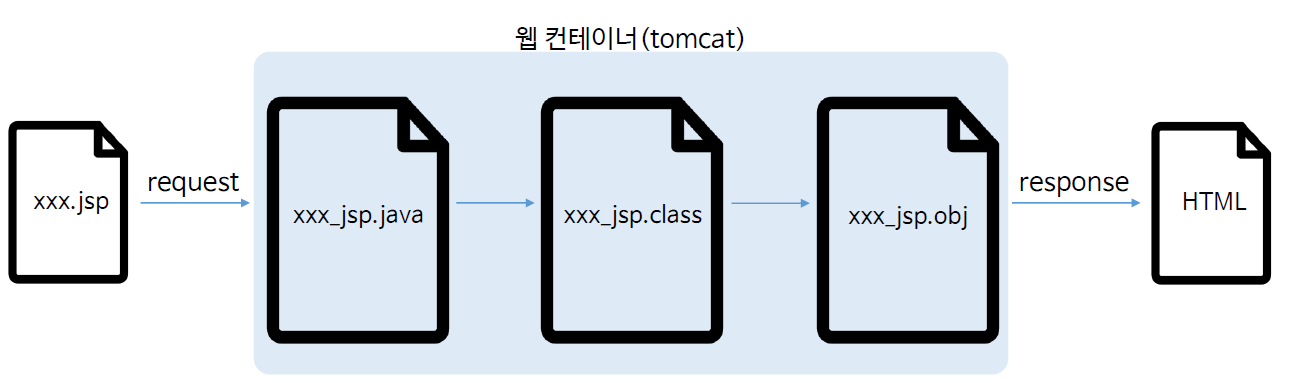 웹 컨테이너(tomcat)
xxx.jsp
request
xxx_jsp.java
xxx_jsp.class
xxx_jsp.obj
response
HTML